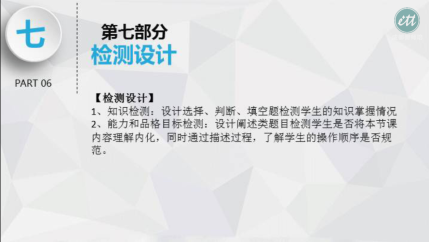 七
第七部分
检测设计
PART 06
【检测设计】
1、知识检测：设计选择、判断、填空题检测学生的知识掌握情况
2、能力和品格目标检测：设计阐述类题目检测学生是否将本节课
内容理解内化，同时通过描述过程，了解学生的操作顺序是否规
范。